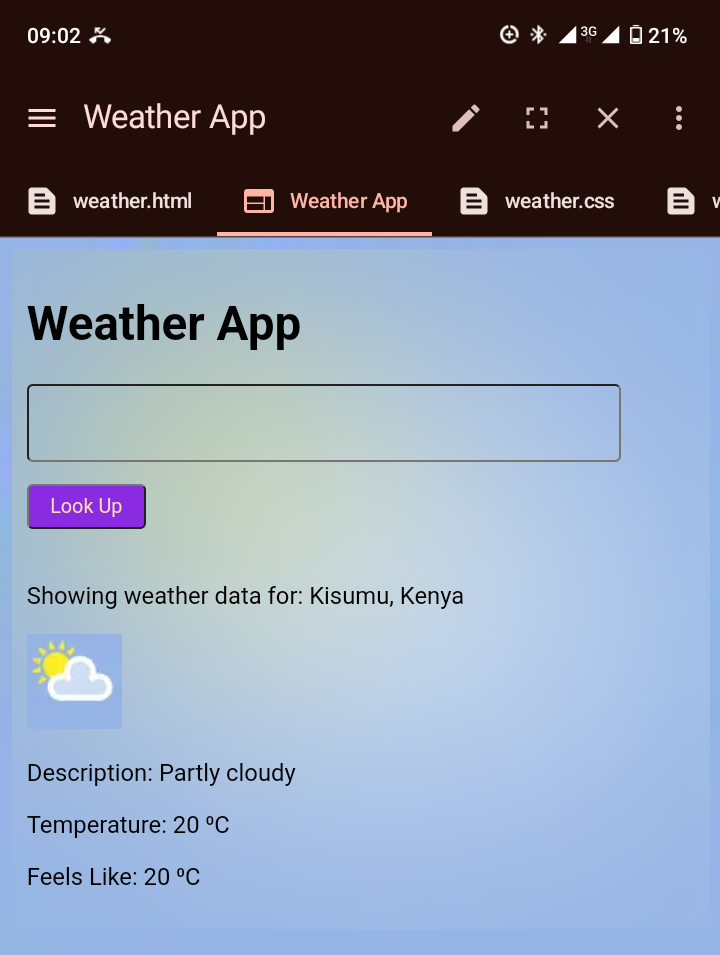 09:02 3G 21%
Weather App
weather.html Weather App weather.css
Weather App
Look Up
Showing weather data for: Kisumu, Kenya
Description: Partly cloudy
Temperature: 20 ºC
Feels Like: 20 ºC